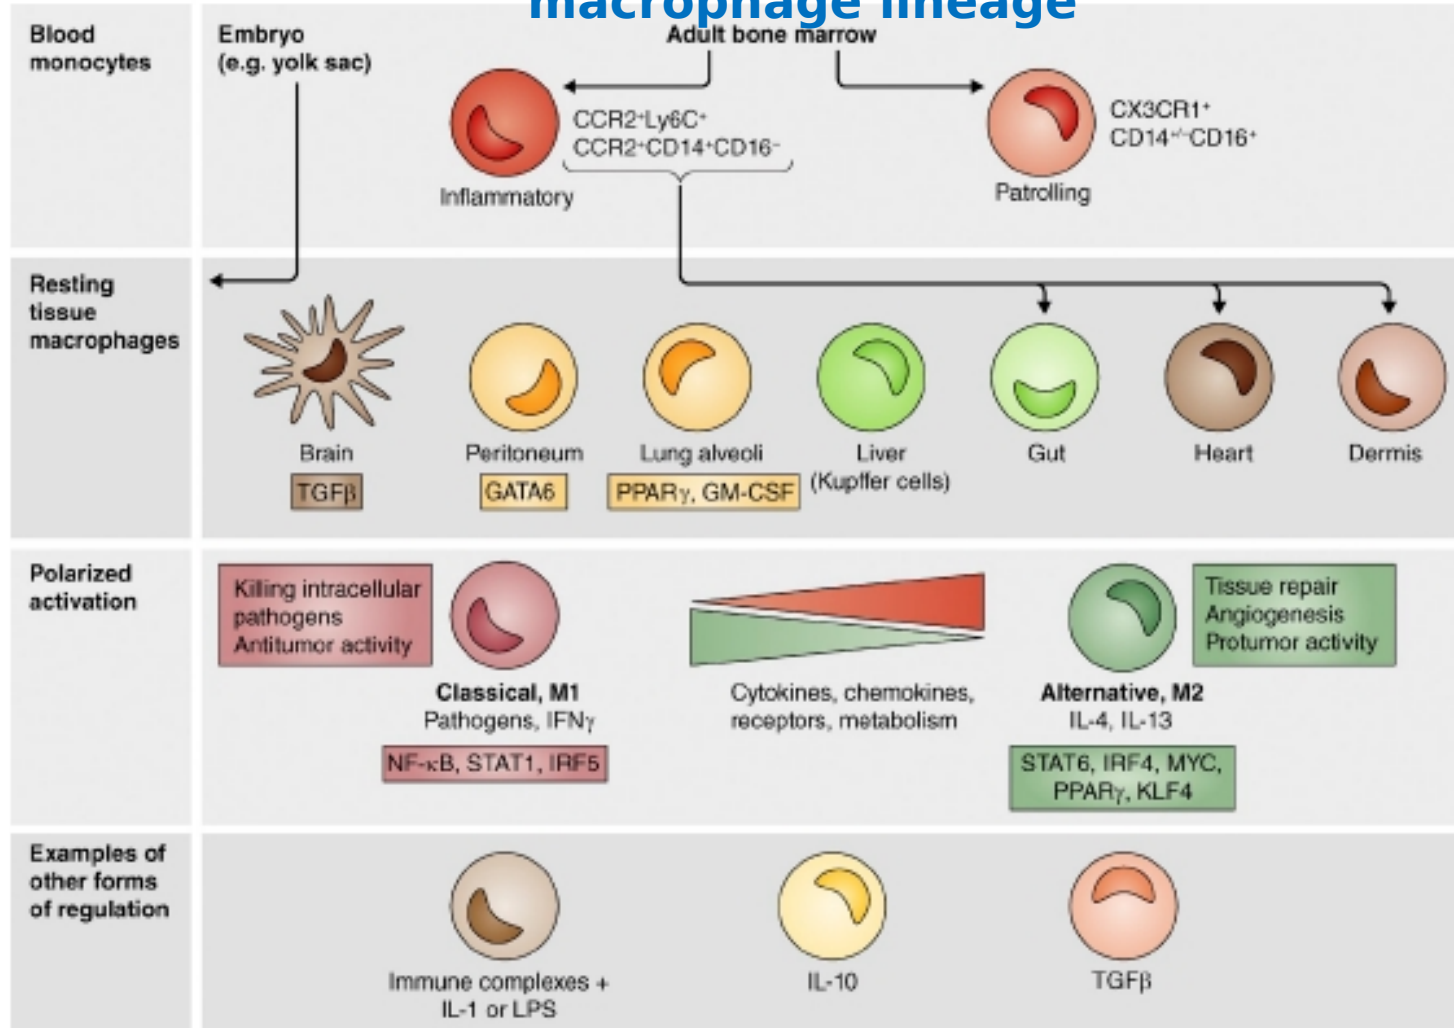 macrophage lineage
Blood
monocytes
Embryo
(e.g. yolk sac)
Adult bone marrow
CCR2⁺Ly6C⁺
CCR2⁺CD14⁺CD16⁻
Inflammatory
CX3CR1⁺
CD14⁺/⁻CD16⁺
Patrolling
Resting
tissue
macrophages
Brain
TGFβ
Peritoneum
GATA6
Lung alveoli
PPARγ, GM-CSF
Liver
(Kupffer cells)
Gut
Heart
Dermis
Polarized
activation
Killing intracellular
pathogens
Antitumor activity
Classical, M1
Pathogens, IFNγ
NF-κB, STAT1, IRF5
Cytokines, chemokines,
receptors, metabolism
Tissue repair
Angiogenesis
Protumor activity
Alternative, M2
IL-4, IL-13
STAT6, IRF4, MYC,
PPARγ, KLF4
Examples of
other forms
of regulation
Immune complexes +
IL-1 or LPS
IL-10
TGFβ